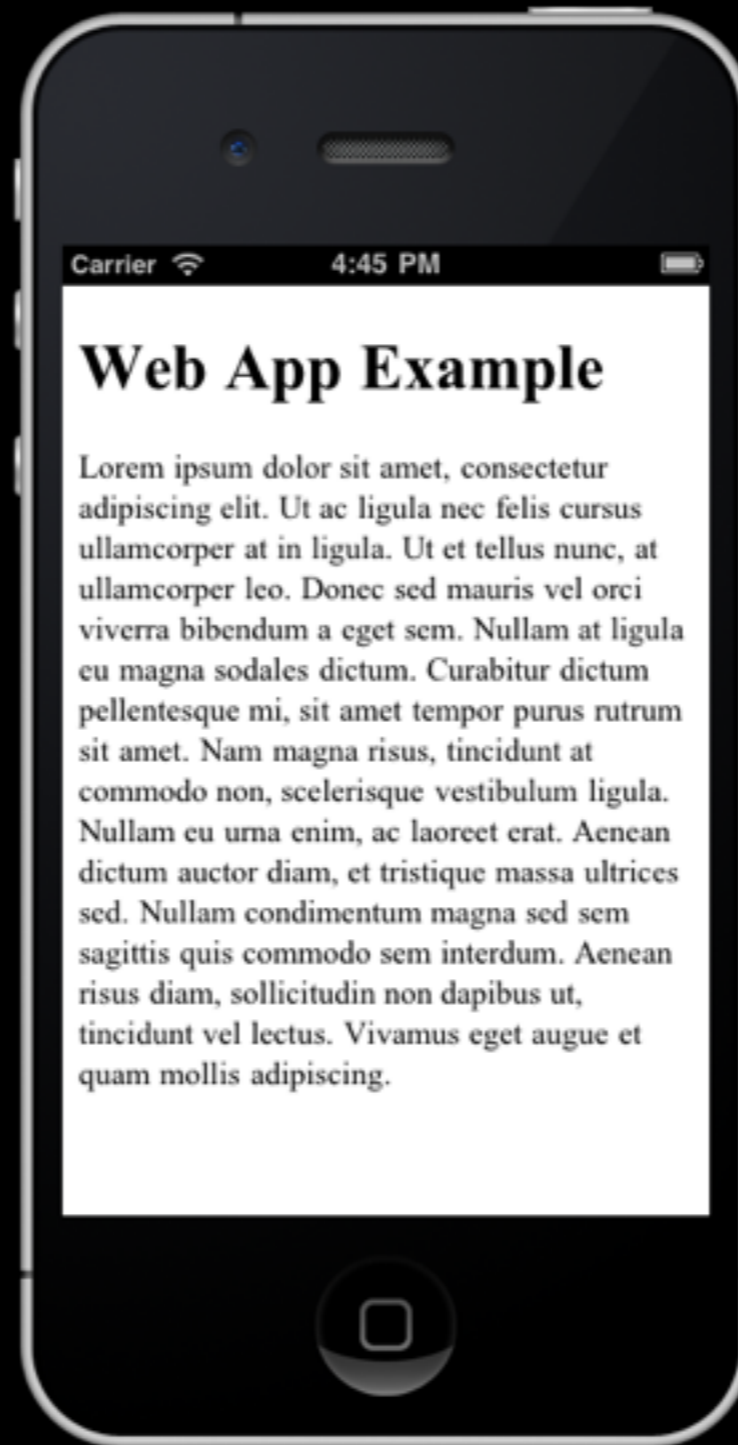 Carrier 4:45 PM
Web App Example
Lorem ipsum dolor sit amet, consectetur
adipiscing elit. Ut ac ligula nec felis cursus
ullamcorper at in ligula. Ut et tellus nunc, at
ullamcorper leo. Donec sed mauris vel orci
viverra bibendum a eget sem. Nullam at ligula
eu magna sodales dictum. Curabitur dictum
pellentesque mi, sit amet tempor purus rutrum
sit amet. Nam magna risus, tincidunt at
commodo non, scelerisque vestibulum ligula.
Nullam eu urna enim, ac laoreet erat. Aenean
dictum auctor diam, et tristique massa ultrices
sed. Nullam condimentum magna sed sem
sagittis quis commodo sem interdum. Aenean
risus diam, sollicitudin non dapibus ut,
tincidunt vel lectus. Vivamus eget augue et
quam mollis adipiscing.